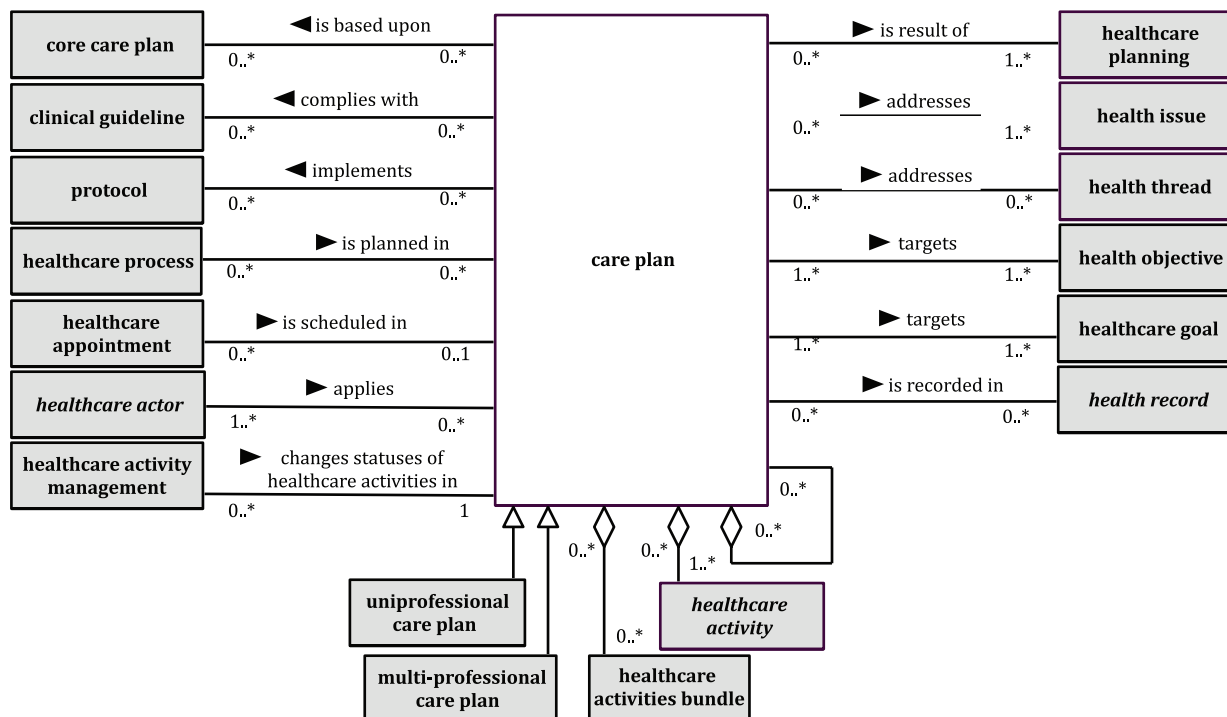 core care plan
◄ is based upon
0..*
0..*
clinical guideline
◄ complies with
0..*
0..*
protocol
◄ implements
0..*
0..*
healthcare process
► is planned in
0..*
0..*
healthcare
appointment
► is scheduled in
0..*
0..1
healthcare actor
► applies
1..*
0..*
healthcare activity
management
► changes statuses of
healthcare activities in
0..*
1
care plan
► is result of
0..*
1..*
healthcare
planning
► addresses
0..*
1..*
health issue
► addresses
0..*
0..*
health thread
► targets
1..*
1..*
health objective
► targets
1..*
1..*
healthcare goal
► is recorded in
0..*
0..*
health record
0..*
0..*
0..*
0..*
1..*
uniprofessional
care plan
healthcare
activity
0..*
multi-professional
care plan
healthcare
activities bundle